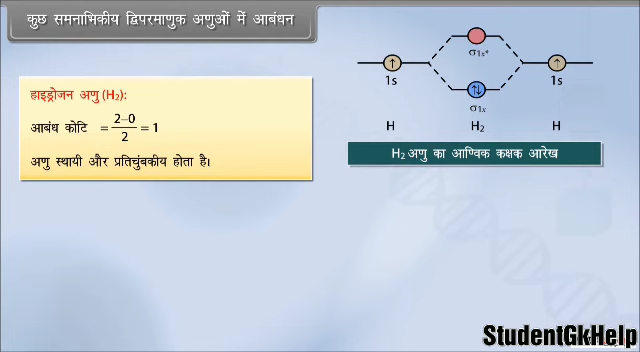 कुछ समनाभिकीय द्विपरमाणुक अणुओं में आबंधन
हाइड्रोजन अणु (H₂):
आबंध कोटि = 2–0/2 = 1
अणु स्थायी और प्रतिचुंबकीय होता है।
σ1s*
1s 1s
σ1s
H H₂ H
H₂ अणु का आण्विक कक्षक आरेख
StudentGkHelp